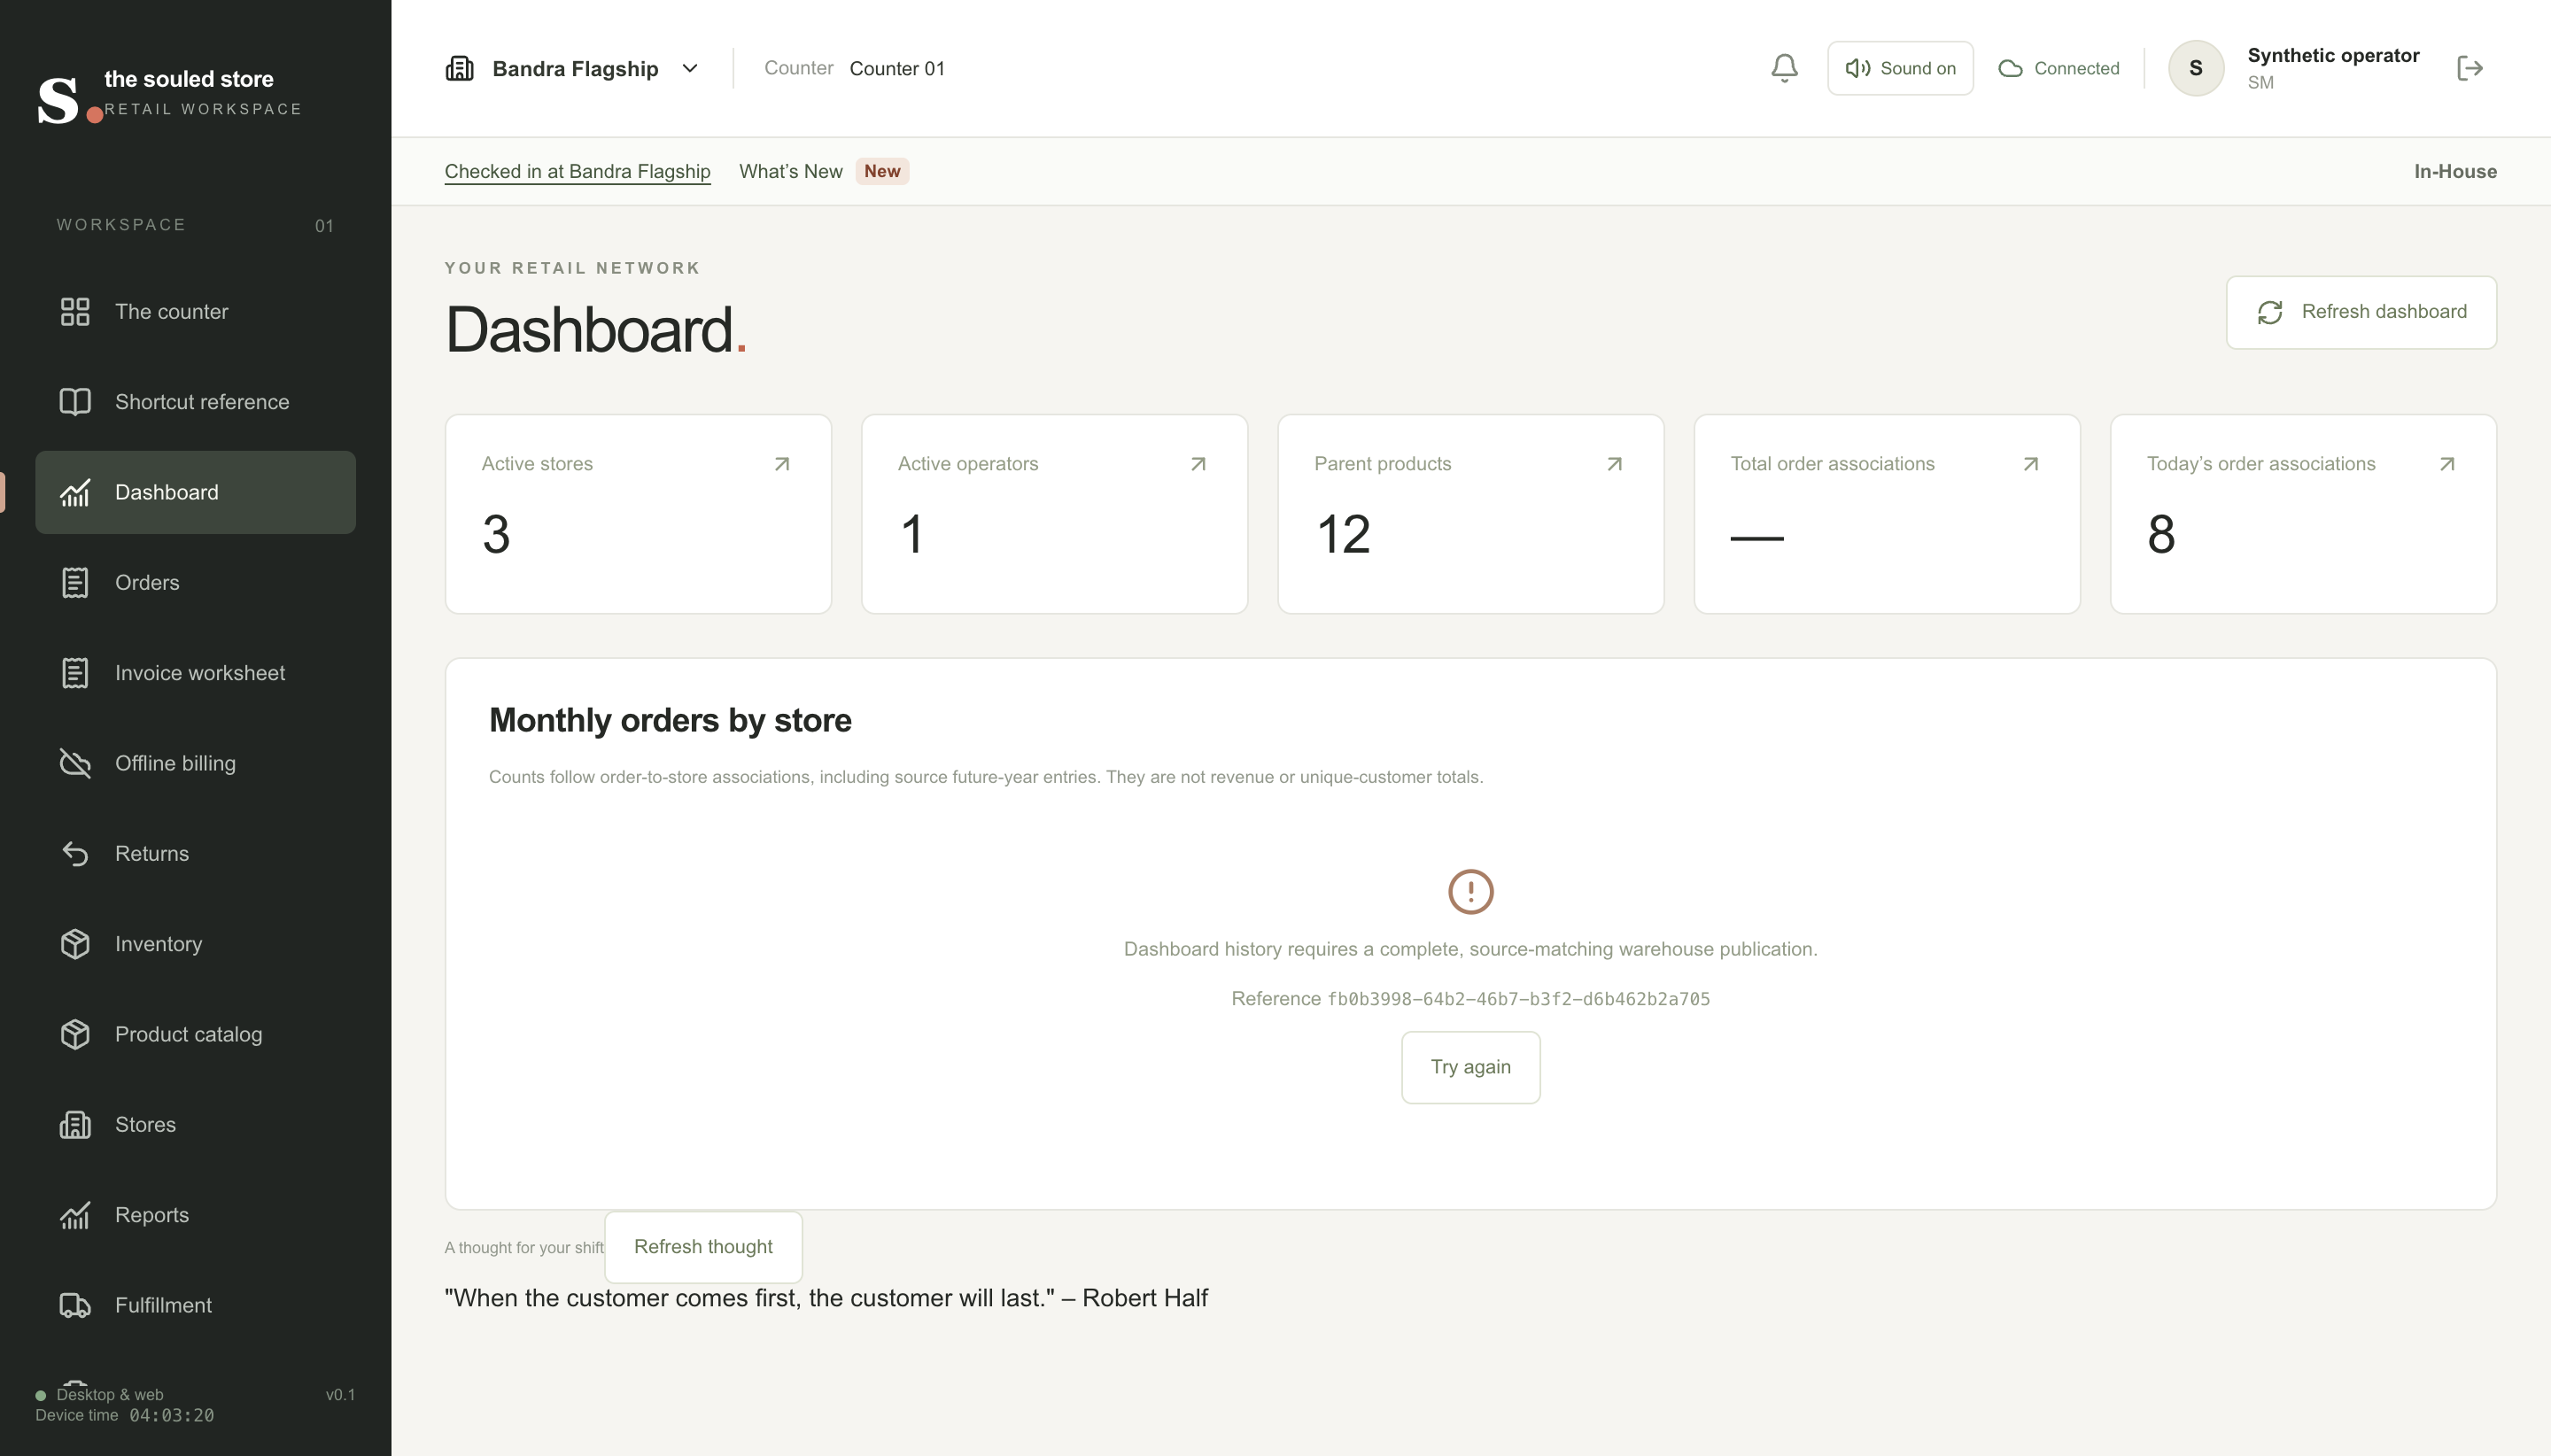 s.
the souled store
RETAIL WORKSPACE
WORKSPACE 01
The counter
Shortcut reference
Dashboard
Orders
Invoice worksheet
Offline billing
Returns
Inventory
Product catalog
Stores
Reports
Fulfillment
Desktop & web v0.1
Device time 04:03:20
Bandra Flagship
Counter Counter 01
Sound on
Connected
S
Synthetic operator
SM
Checked in at Bandra Flagship
What’s New New
In-House
YOUR RETAIL NETWORK
Dashboard.
Refresh dashboard
Active stores
3
Active operators
1
Parent products
12
Total order associations
—
Today’s order associations
8
Monthly orders by store
Counts follow order-to-store associations, including source future-year entries. They are not revenue or unique-customer totals.
Dashboard history requires a complete, source-matching warehouse publication.
Reference fb0b3998-64b2-46b7-b3f2-d6b462b2a705
Try again
A thought for your shift
Refresh thought
"When the customer comes first, the customer will last." – Robert Half